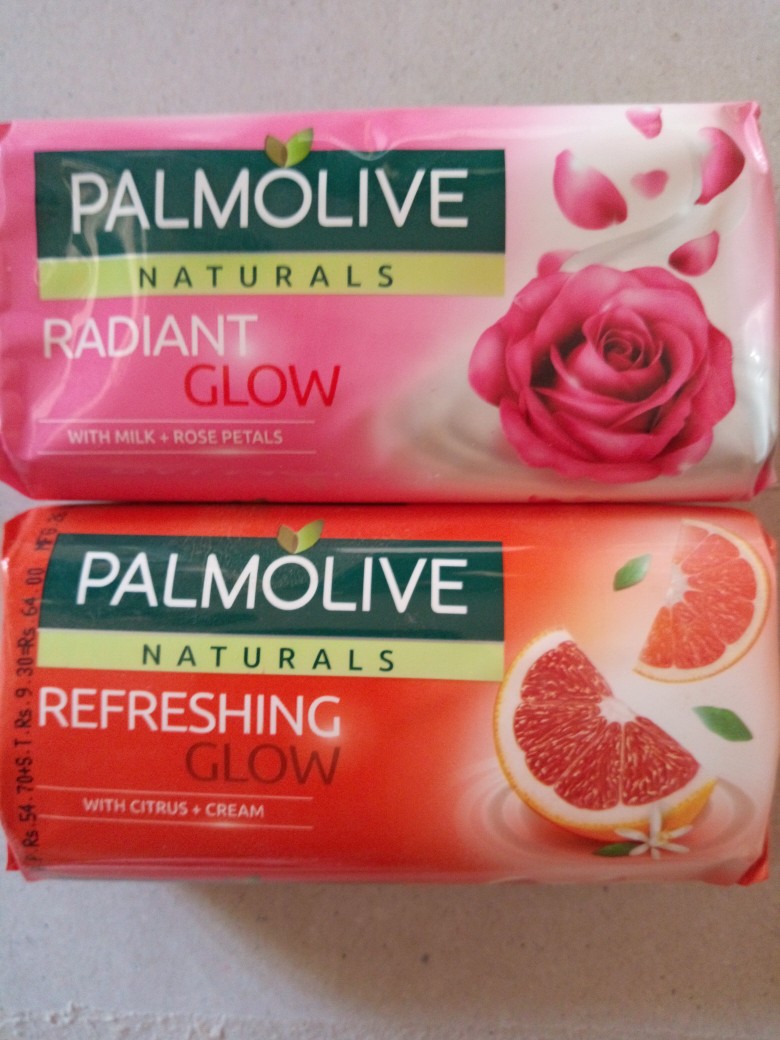 PALMOLIVE
NATURALS
RADIANT
GLOW
WITH MILK + ROSE PETALS
PALMOLIVE
NATURALS
REFRESHING
GLOW
WITH CITRUS + CREAM
Rs.54.70+S.T.Rs.9.30=Rs.64.00 MFG